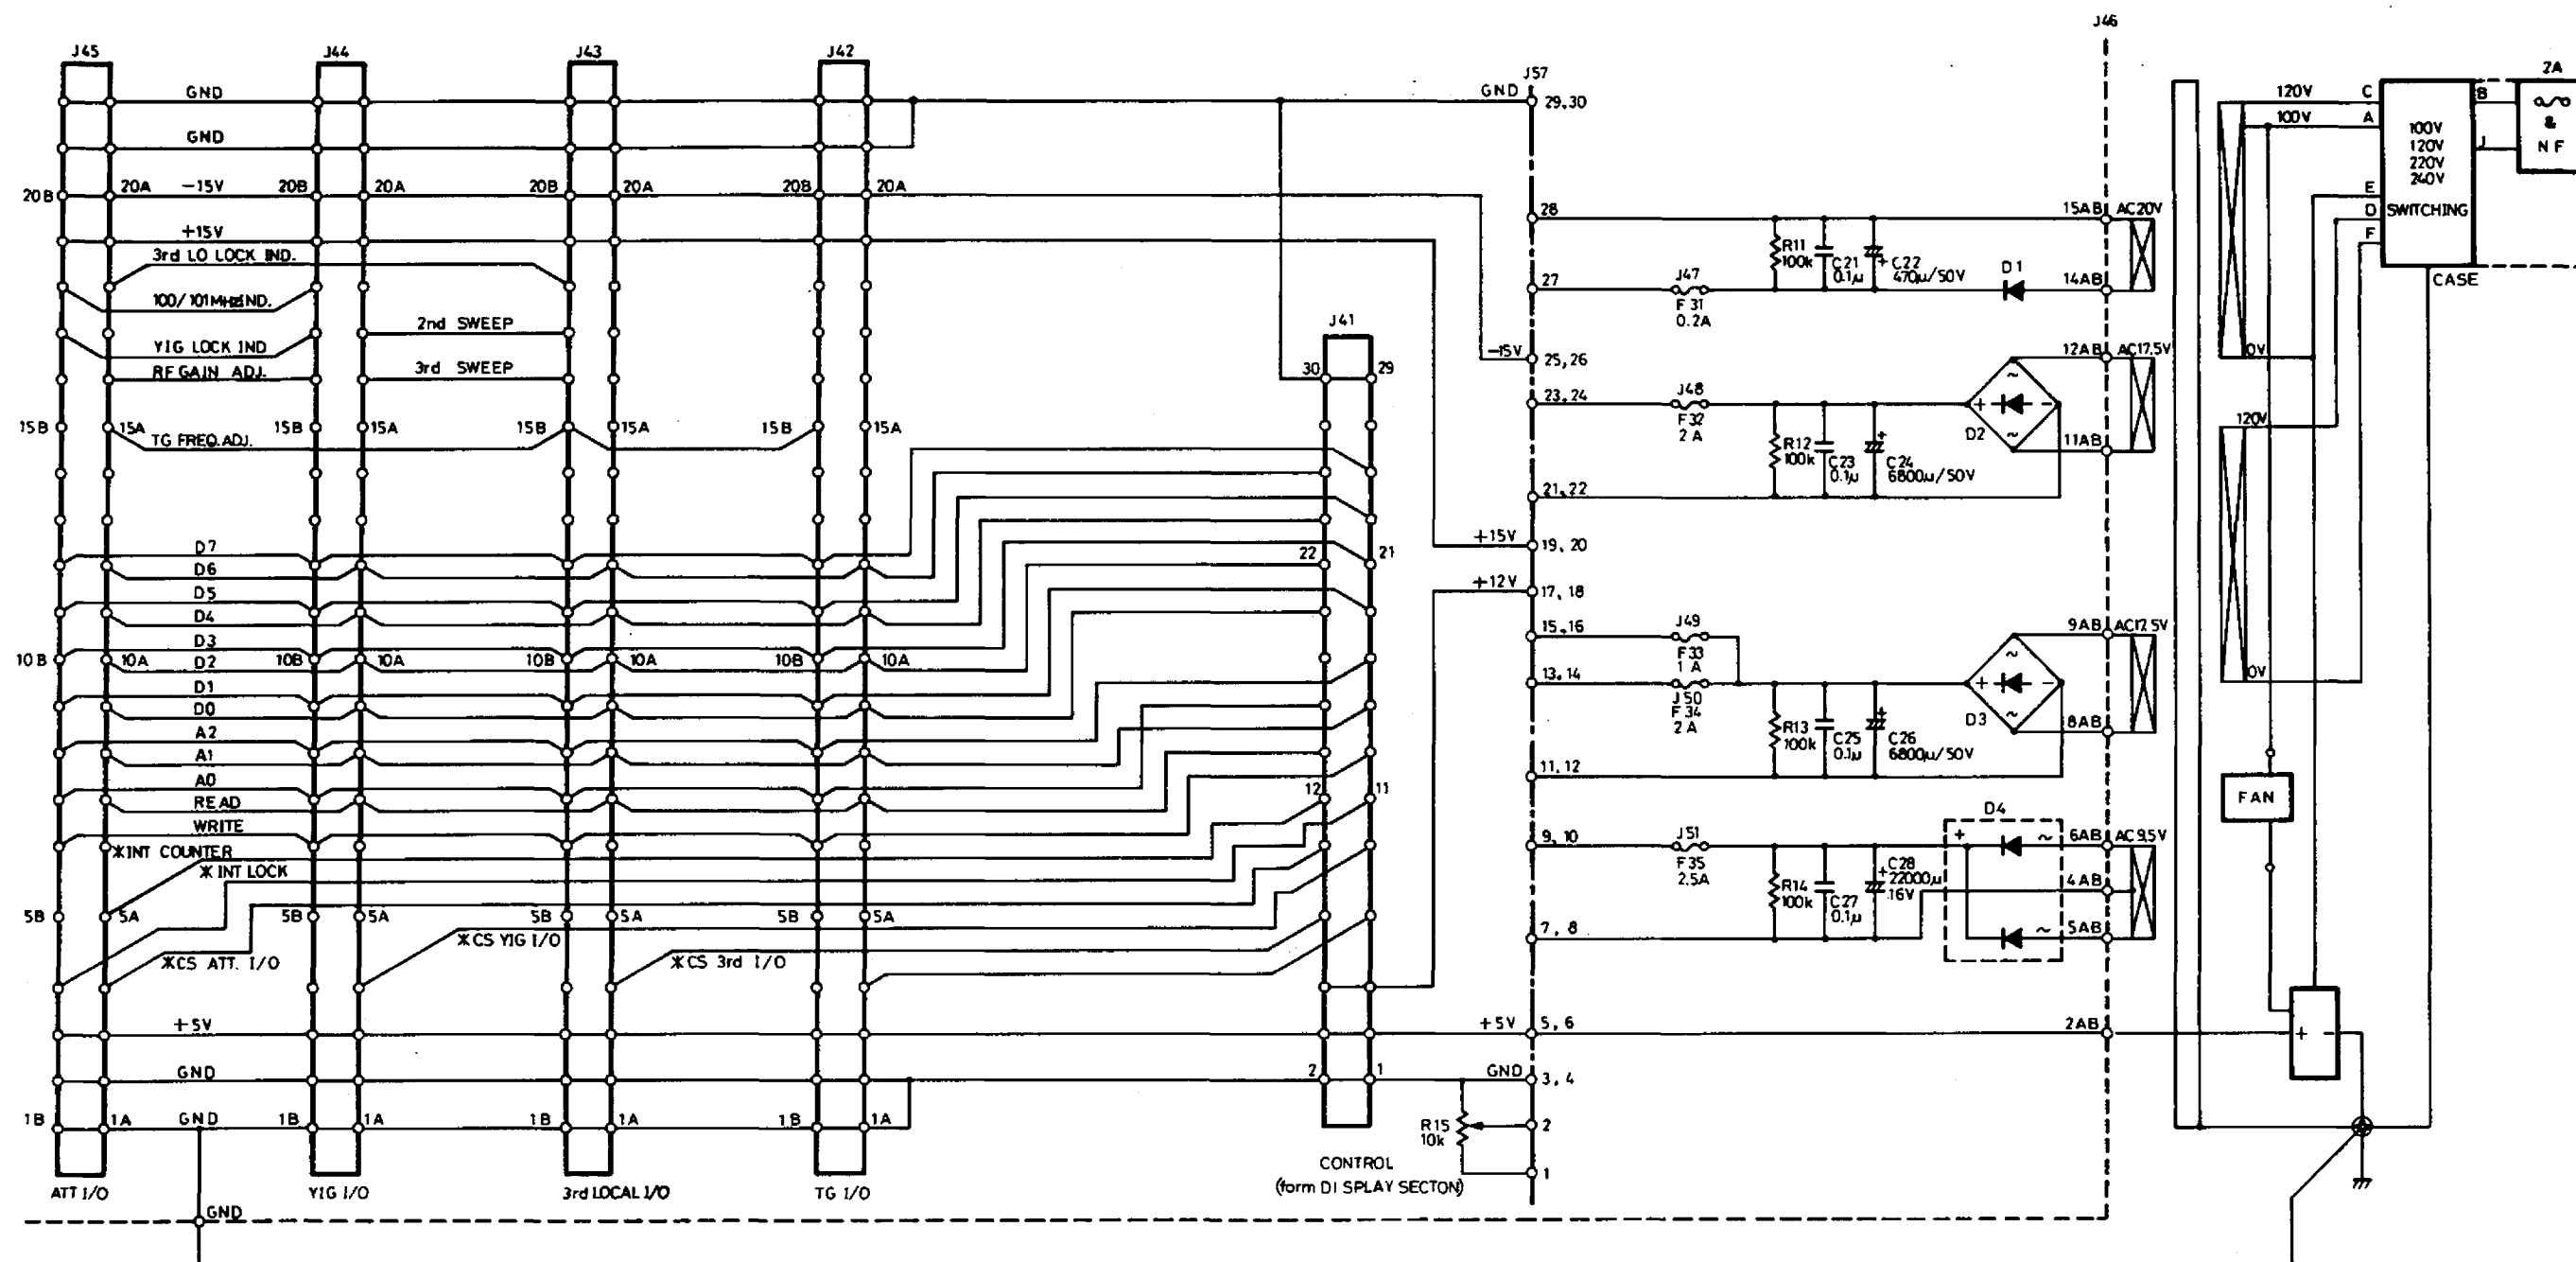 J46
J45 J44 J43 J42
J57
2A
GND GND 29,30
120V C B
100V A
100V
120V
220V
240V
& NF
J
GND
20B 20A -15V 20B 20A 20B 20A 20B 20A
E
D SWITCHING
F
28 15AB AC20V
+15V
3rd LO LOCK IND.
R11
100k
C21
0.1μ
+ C22
470μ/50V
D1
J47
27 14AB
F31
0.2A
CASE
100/101MHz IND.
2nd SWEEP
J41
YIG LOCK IND
-15V 25,26
12AB AC17.5V
0V
RF GAIN ADJ. 3rd SWEEP
30 29
J48
23,24
F32
2A
+ ~ - ~
D2
15B 15A 15B 15A 15B 15A 15B 15A
TG FREQ.ADJ.
R12
100k
C23
0.1μ
+
C24
6800μ/50V
11AB
120V
21,22
D7
D6
22 21
+15V 19,20
D5
D4
+12V 17,18
D3
10B 10A D2 10B 10A 10B 10A 10B 10A
15,16 J49
F33
1A
9AB AC12.5V
13,14
J50
F34
2A
+ ~ - ~
D3
0V
D1
D0
A2
A1
R13
100k
C25
0.1μ
+
C26
6800μ/50V
8AB
11,12
A0
READ
12 11
FAN
WRITE
D4
9,10 J51
F35
2.5A
+ ~
6AB AC9.5V
✱INT COUNTER
✱INT LOCK
R14
100k
C27
0.1μ
+ C28
22000μ
16V
4AB
5B 5A 5B 5A 5B 5A 5B 5A
7,8 ~ 5AB
✱CS YIG I/O
✱CS ATT. I/O
✱CS 3rd I/O
+5V +5V 5,6 2AB
+ -
GND 2 1 GND 3,4
1B 1A GND 1B 1A 1B 1A 1B 1A
R15
10k
2
1
CONTROL
(form DISPLAY SECTON)
ATT I/O YIG I/O 3rd LOCAL I/O TG I/O
GND